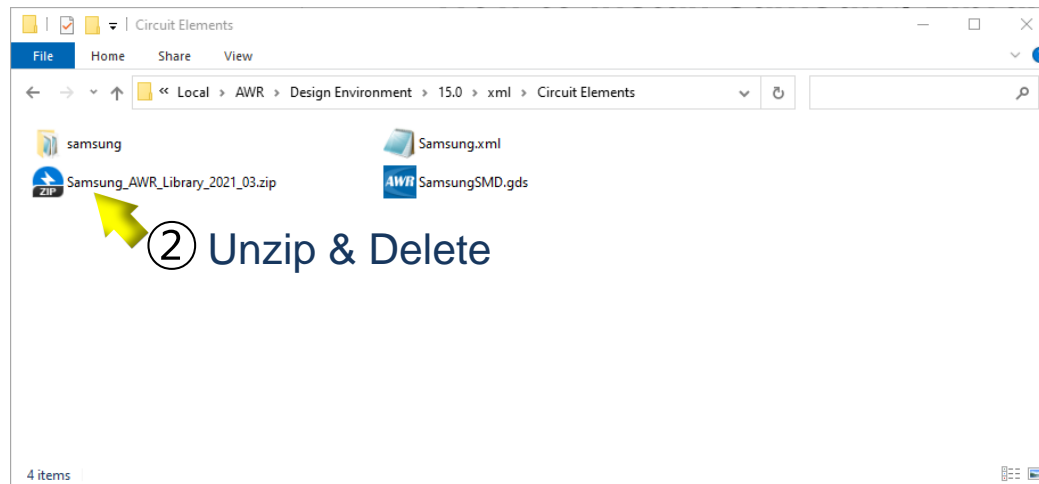 Circuit Elements
File Home Share View
« Local > AWR > Design Environment > 15.0 > xml > Circuit Elements
samsung
Samsung.xml
ZIP
Samsung_AWR_Library_2021_03.zip
AWR
SamsungSMD.gds
② Unzip & Delete
4 items